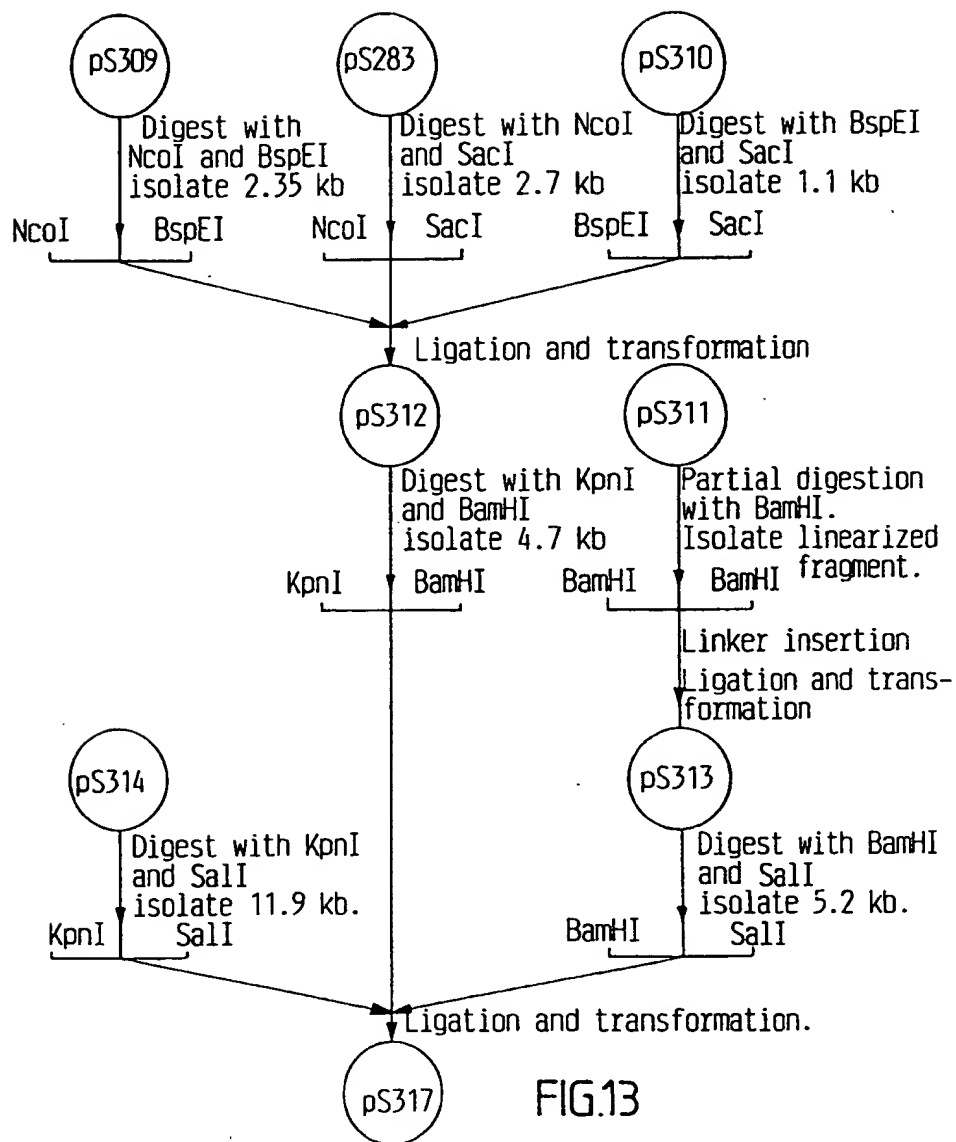 pS309
pS283
pS310
Digest with
NcoI and BspEI
isolate 2.35 kb
Digest with NcoI
and SacI
isolate 2.7 kb
Digest with BspEI
and SacI
isolate 1.1 kb
NcoI
BspEI
NcoI
SacI
BspEI
SacI
Ligation and transformation
pS312
pS311
Digest with KpnI
and BamHI
isolate 4.7 kb
Partial digestion
with BamHI.
Isolate linearized
fragment.
KpnI
BamHI
BamHI
BamHI
Linker insertion
Ligation and trans-
formation
pS314
pS313
Digest with KpnI
and SalI
isolate 11.9 kb.
Digest with BamHI
and SalI
isolate 5.2 kb.
KpnI
SalI
BamHI
SalI
Ligation and transformation.
pS317
FIG.13